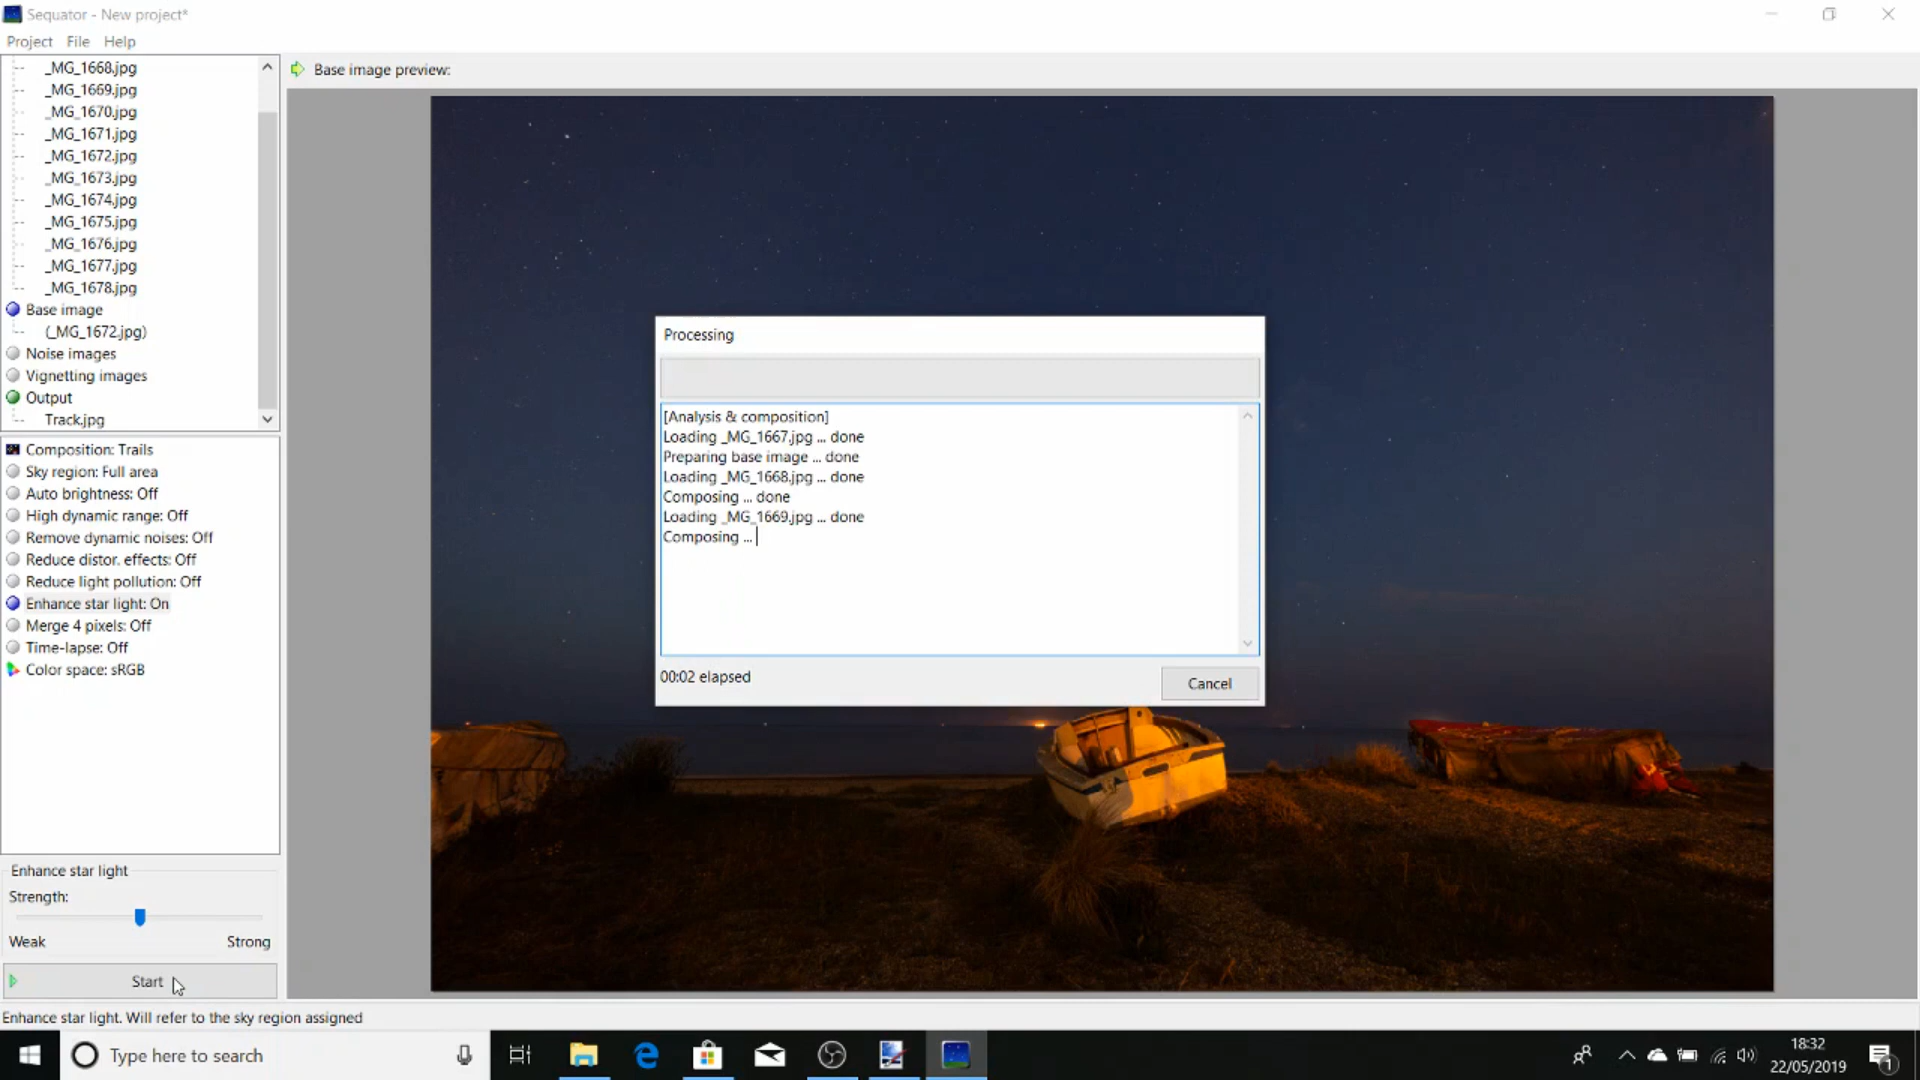 Sequator - New project*
Project File Help
_MG_1668.jpg
_MG_1669.jpg
_MG_1670.jpg
_MG_1671.jpg
_MG_1672.jpg
_MG_1673.jpg
_MG_1674.jpg
_MG_1675.jpg
_MG_1676.jpg
_MG_1677.jpg
_MG_1678.jpg
Base image
(_MG_1672.jpg)
Noise images
Vignetting images
Output
Track.jpg
Composition: Trails
Sky region: Full area
Auto brightness: Off
High dynamic range: Off
Remove dynamic noises: Off
Reduce distor. effects: Off
Reduce light pollution: Off
Enhance star light: On
Merge 4 pixels: Off
Time-lapse: Off
Color space: sRGB
Enhance star light
Strength:
Weak Strong
Start
Enhance star light. Will refer to the sky region assigned
Base image preview:
Processing
[Analysis & composition]
Loading _MG_1667.jpg ... done
Preparing base image ... done
Loading _MG_1668.jpg ... done
Composing ... done
Loading _MG_1669.jpg ... done
Composing ...
00:02 elapsed
Cancel
Type here to search
18:32
22/05/2019
1